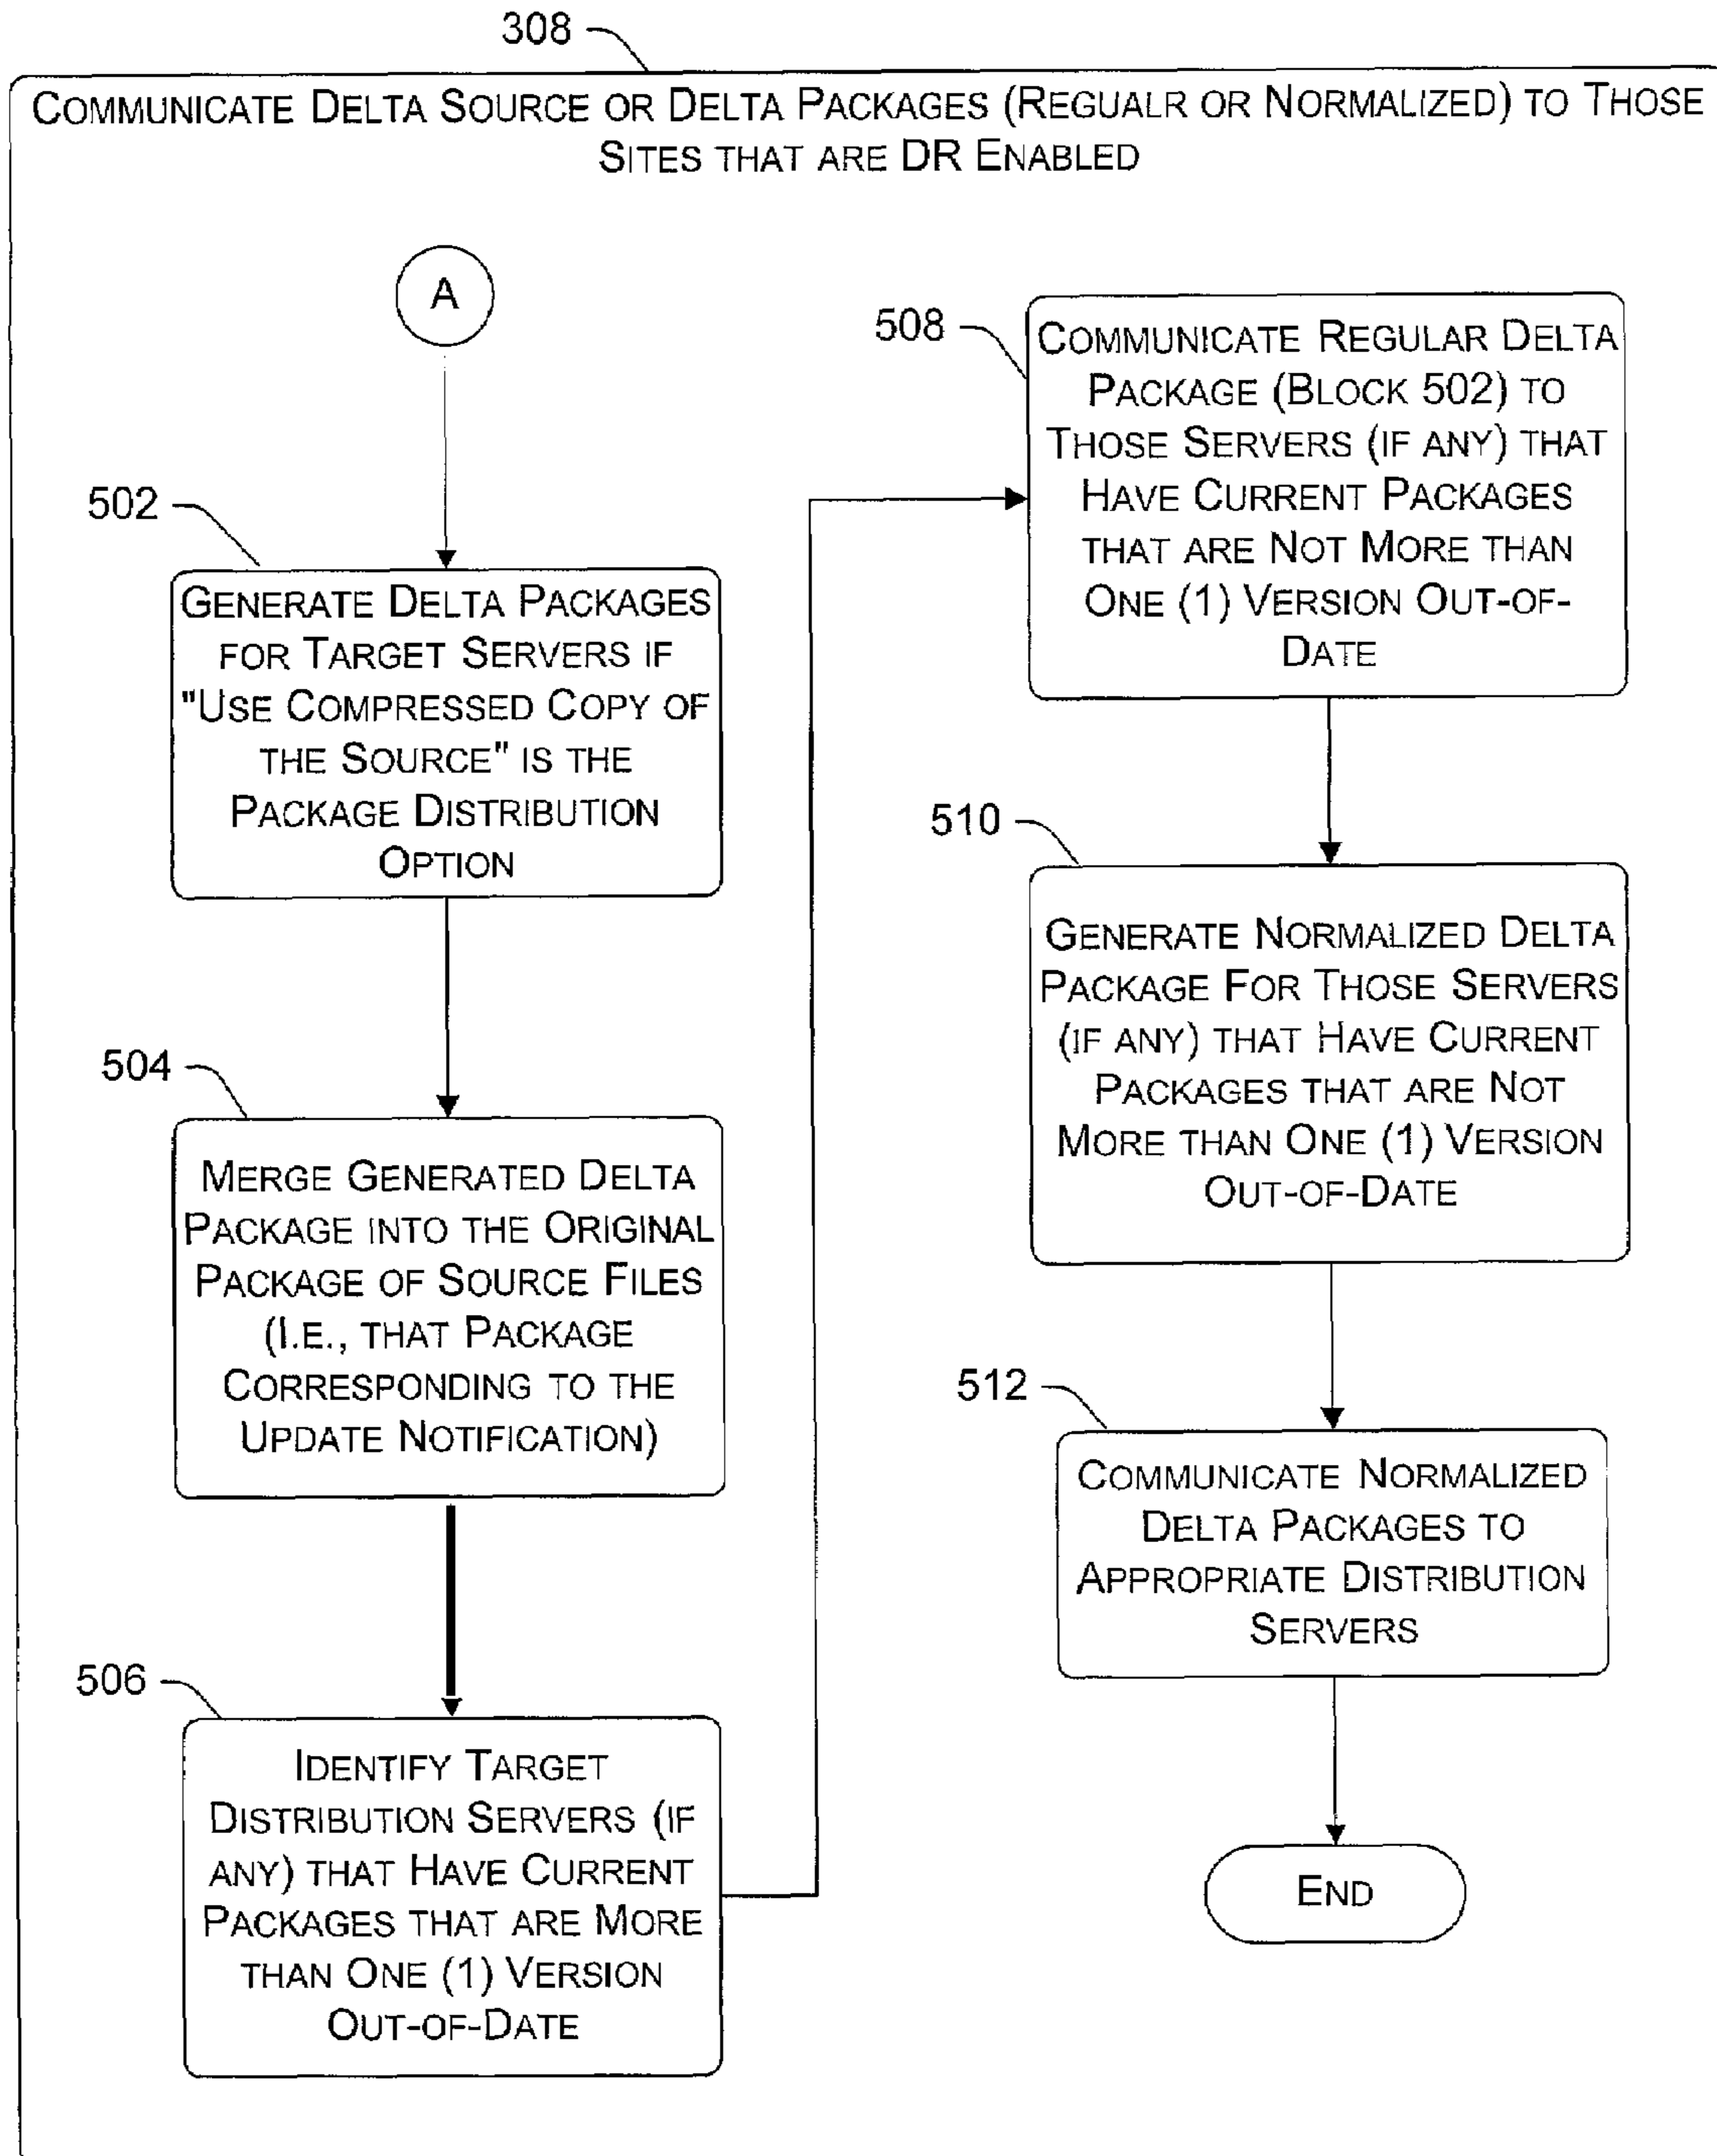 308
COMMUNICATE DELTA SOURCE OR DELTA PACKAGES (REGUALR OR NORMALIZED) TO THOSE
SITES THAT ARE DR ENABLED
A
502
GENERATE DELTA PACKAGES
FOR TARGET SERVERS IF
"USE COMPRESSED COPY OF
THE SOURCE" IS THE
PACKAGE DISTRIBUTION
OPTION
504
MERGE GENERATED DELTA
PACKAGE INTO THE ORIGINAL
PACKAGE OF SOURCE FILES
(I.E., THAT PACKAGE
CORRESPONDING TO THE
UPDATE NOTIFICATION)
506
IDENTIFY TARGET
DISTRIBUTION SERVERS (IF
ANY) THAT HAVE CURRENT
PACKAGES THAT ARE MORE
THAN ONE (1) VERSION
OUT-OF-DATE
508
COMMUNICATE REGULAR DELTA
PACKAGE (BLOCK 502) TO
THOSE SERVERS (IF ANY) THAT
HAVE CURRENT PACKAGES
THAT ARE NOT MORE THAN
ONE (1) VERSION OUT-OF-
DATE
510
GENERATE NORMALIZED DELTA
PACKAGE FOR THOSE SERVERS
(IF ANY) THAT HAVE CURRENT
PACKAGES THAT ARE NOT
MORE THAN ONE (1) VERSION
OUT-OF-DATE
512
COMMUNICATE NORMALIZED
DELTA PACKAGES TO
APPROPRIATE DISTRIBUTION
SERVERS
END